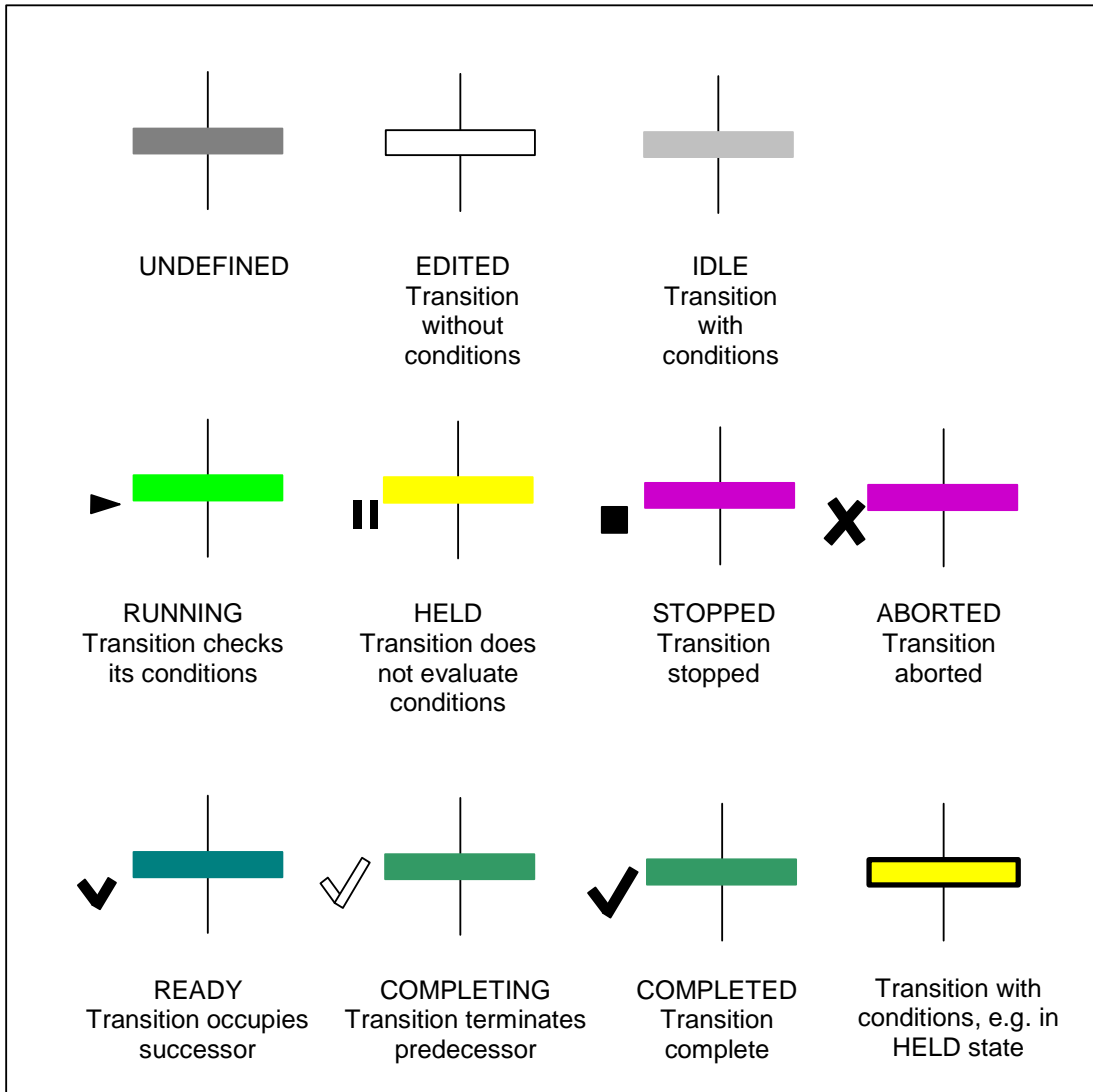 UNDEFINED
EDITED
Transition
without
conditions
IDLE
Transition
with
conditions
RUNNING
Transition checks
its conditions
HELD
Transition does
not evaluate
conditions
STOPPED
Transition
stopped
ABORTED
Transition
aborted
READY
Transition occupies
successor
COMPLETING
Transition terminates
predecessor
COMPLETED
Transition
complete
Transition with
conditions, e.g. in
HELD state